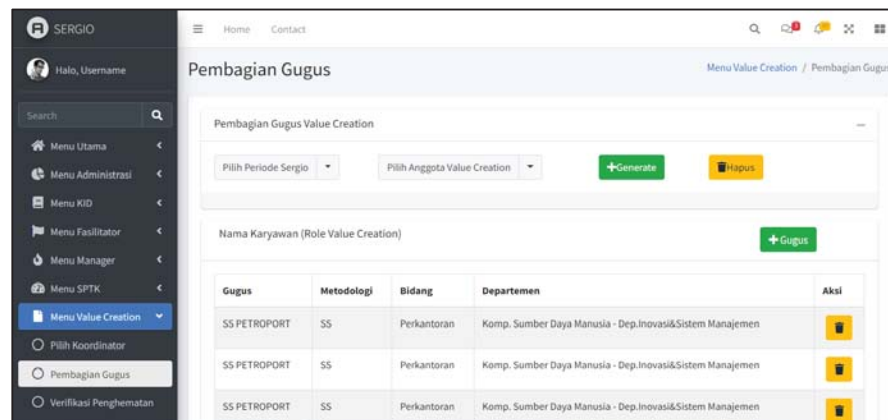 SERGIO
Home Contact
Halo, Username
Pembagian Gugus
Menu Value Creation / Pembagian Gugus
Search
Menu Utama
Menu Administrasi
Menu KID
Menu Fasilitator
Menu Manager
Menu SPTK
Menu Value Creation
Pilih Koordinator
Pembagian Gugus
Verifikasi Penghematan
Pembagian Gugus Value Creation
Pilih Periode Sergio Pilih Anggota Value Creation +Generate Hapus
Nama Karyawan (Role Value Creation) +Gugus
Gugus Metodologi Bidang Departemen Aksi
SS PETROPORT SS Perkantoran Komp. Sumber Daya Manusia - Dep.Inovasi&Sistem Manajemen
SS PETROPORT SS Perkantoran Komp. Sumber Daya Manusia - Dep.Inovasi&Sistem Manajemen
SS PETROPORT SS Perkantoran Komp. Sumber Daya Manusia - Dep.Inovasi&Sistem Manajemen